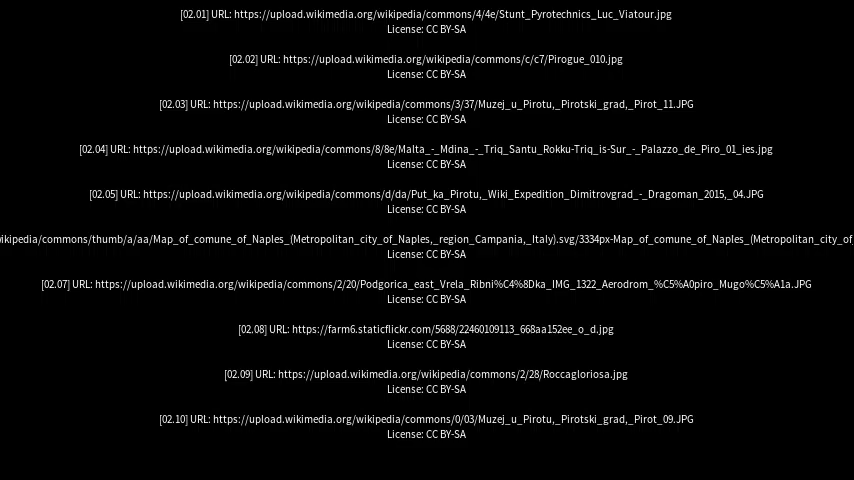 [02.01] URL: https://upload.wikimedia.org/wikipedia/commons/4/4e/Stunt_Pyrotechnics_Luc_Viatour.jpg
License: CC BY-SA
[02.02] URL: https://upload.wikimedia.org/wikipedia/commons/c/c7/Pirogue_010.jpg
License: CC BY-SA
[02.03] URL: https://upload.wikimedia.org/wikipedia/commons/3/37/Muzej_u_Pirotu,_Pirotski_grad,_Pirot_11.JPG
License: CC BY-SA
[02.04] URL: https://upload.wikimedia.org/wikipedia/commons/8/8e/Malta_-_Mdina_-_Triq_Santu_Rokku-Triq_is-Sur_-_Palazzo_de_Piro_01_ies.jpg
License: CC BY-SA
[02.05] URL: https://upload.wikimedia.org/wikipedia/commons/d/da/Put_ka_Pirotu,_Wiki_Expedition_Dimitrovgrad_-_Dragoman_2015,_04.JPG
License: CC BY-SA
vikipedia/commons/thumb/a/aa/Map_of_comune_of_Naples_(Metropolitan_city_of_Naples,_region_Campania,_Italy).svg/3334px-Map_of_comune_of_Naples_(Metropolitan_city_of_
License: CC BY-SA
[02.07] URL: https://upload.wikimedia.org/wikipedia/commons/2/20/Podgorica_east_Vrela_Ribni%C4%8Dka_IMG_1322_Aerodrom_%C5%A0piro_Mugo%C5%A1a.JPG
License: CC BY-SA
[02.08] URL: https://farm6.staticflickr.com/5688/22460109113_668aa152ee_o_d.jpg
License: CC BY-SA
[02.09] URL: https://upload.wikimedia.org/wikipedia/commons/2/28/Roccagloriosa.jpg
License: CC BY-SA
[02.10] URL: https://upload.wikimedia.org/wikipedia/commons/0/03/Muzej_u_Pirotu,_Pirotski_grad,_Pirot_09.JPG
License: CC BY-SA